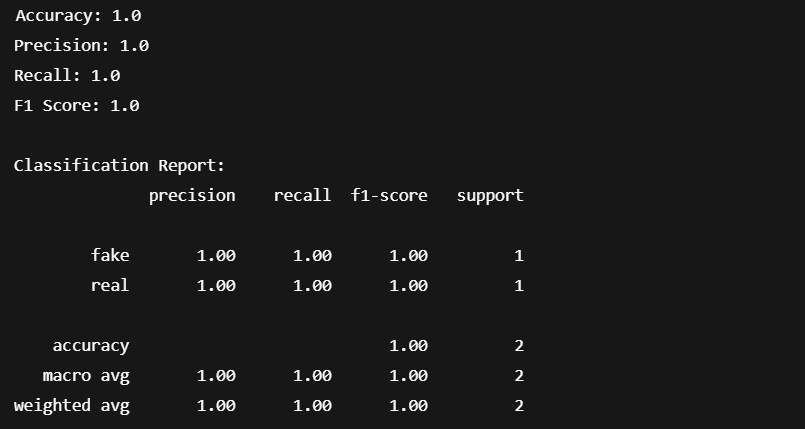 Accuracy: 1.0
Precision: 1.0
Recall: 1.0
F1 Score: 1.0
Classification Report:
precision recall f1-score support
fake 1.00 1.00 1.00 1
real 1.00 1.00 1.00 1
accuracy 1.00 2
macro avg 1.00 1.00 1.00 2
weighted avg 1.00 1.00 1.00 2